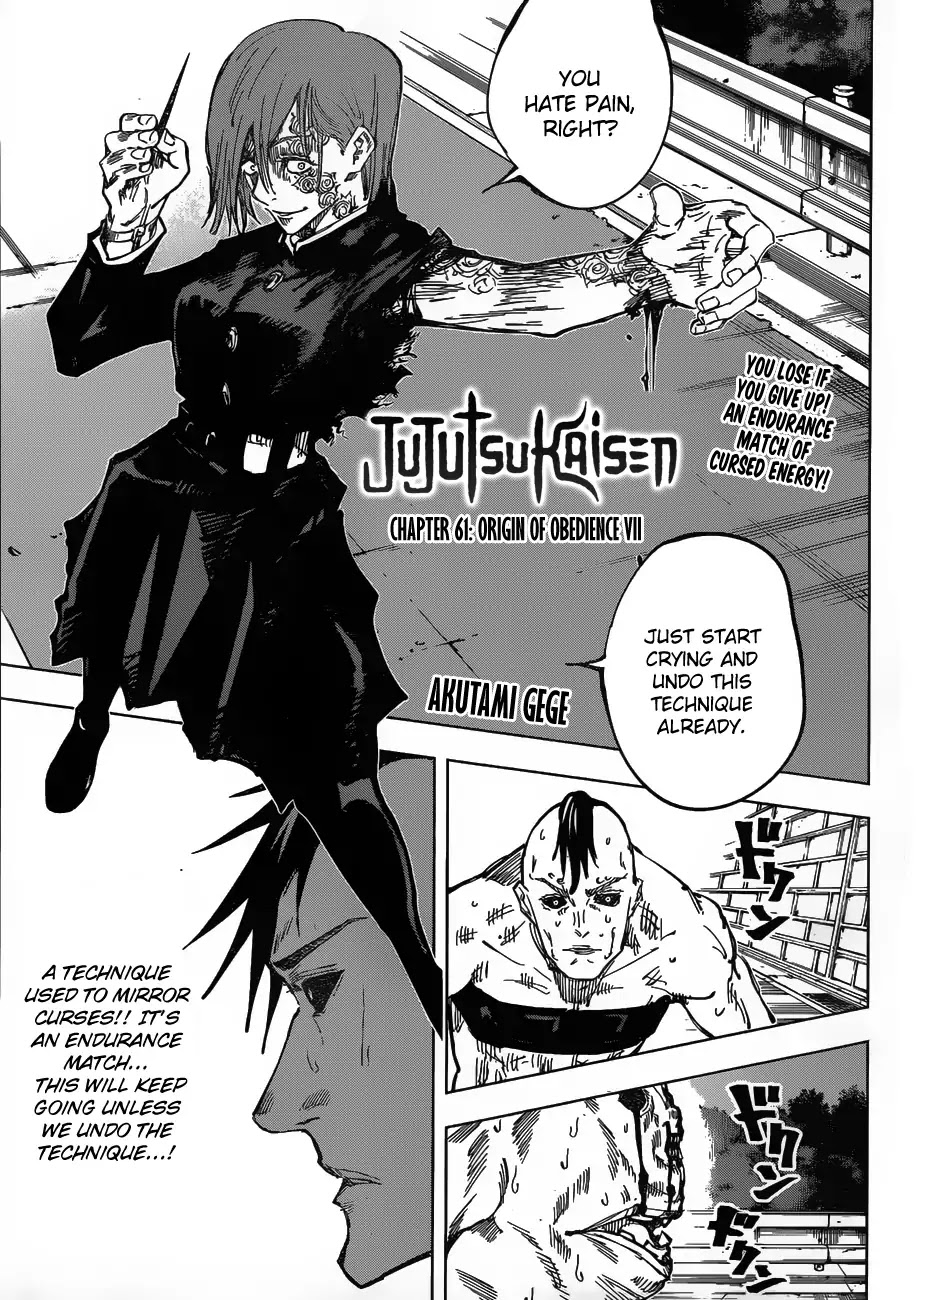 YOU
HATE PAIN,
RIGHT?
YOU LOSE IF
YOU GIVE UP!
AN ENDURANCE
MATCH OF
CURSED ENERGY!
JUJUTSU KAISEN
CHAPTER 61: ORIGIN OF OBEDIENCE VII
JUST START
CRYING AND
UNDO THIS
TECHNIQUE
ALREADY.
AKUTAMI GEGE
ドクン
A TECHNIQUE
USED TO MIRROR
CURSES!! IT'S
AN ENDURANCE
MATCH...
THIS WILL KEEP
GOING UNLESS
WE UNDO THE
TECHNIQUE...!
ドクン
ドクン